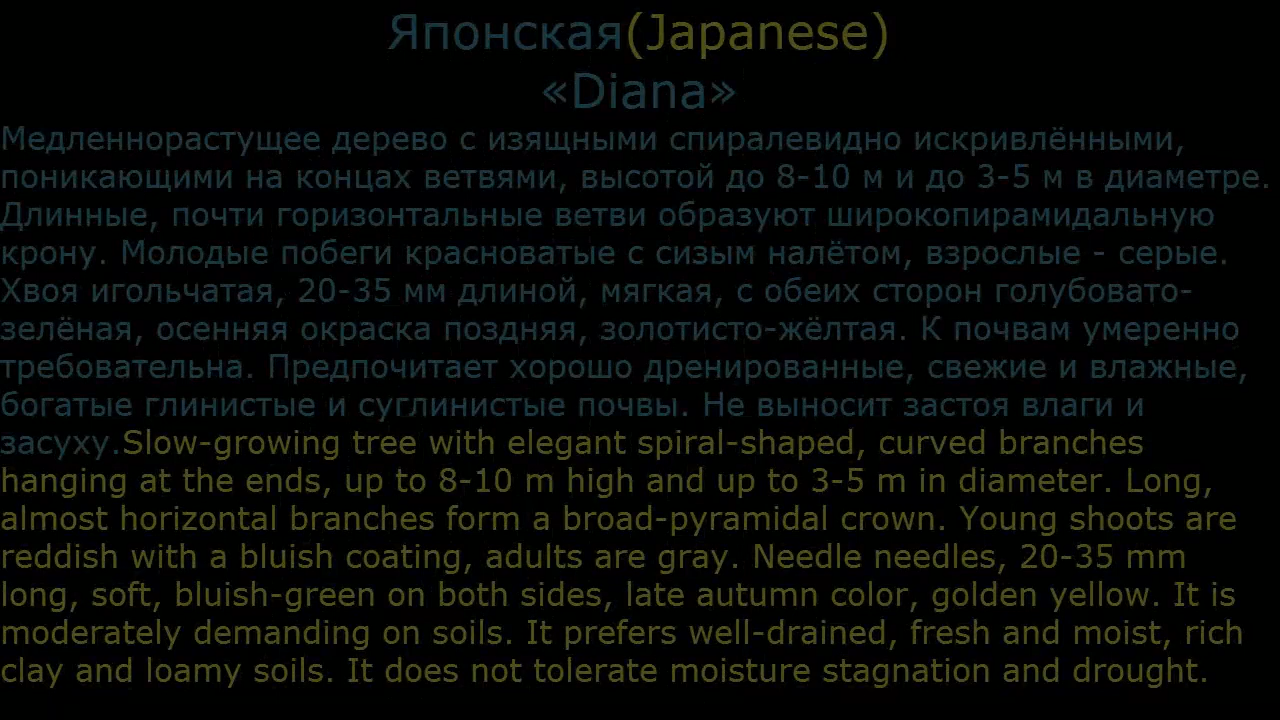 Японская(Japanese)
«Diana»
Медленнорастущее дерево с изящными спиралевидно искривлёнными,
поникающими на концах ветвями, высотой до 8-10 м и до 3-5 м в диаметре.
Длинные, почти горизонтальные ветви образуют ширококопирамидальную
крону. Молодые побеги красноватые с сизым налётом, взрослые - серые.
Хвоя игольчатая, 20-35 мм длиной, мягкая, с обеих сторон голубовато-
зелёная, осенняя окраска поздняя, золотисто-жёлтая. К почвам умеренно
требовательна. Предпочитает хорошо дренированные, свежие и влажные,
богатые глинистые и суглинистые почвы. Не выносит застоя влаги и
засуху.Slow-growing tree with elegant spiral-shaped, curved branches
hanging at the ends, up to 8-10 m high and up to 3-5 m in diameter. Long,
almost horizontal branches form a broad-pyramidal crown. Young shoots are
reddish with a bluish coating, adults are gray. Needle needles, 20-35 mm
long, soft, bluish-green on both sides, late autumn color, golden yellow. It is
moderately demanding on soils. It prefers well-drained, fresh and moist, rich
clay and loamy soils. It does not tolerate moisture stagnation and drought.